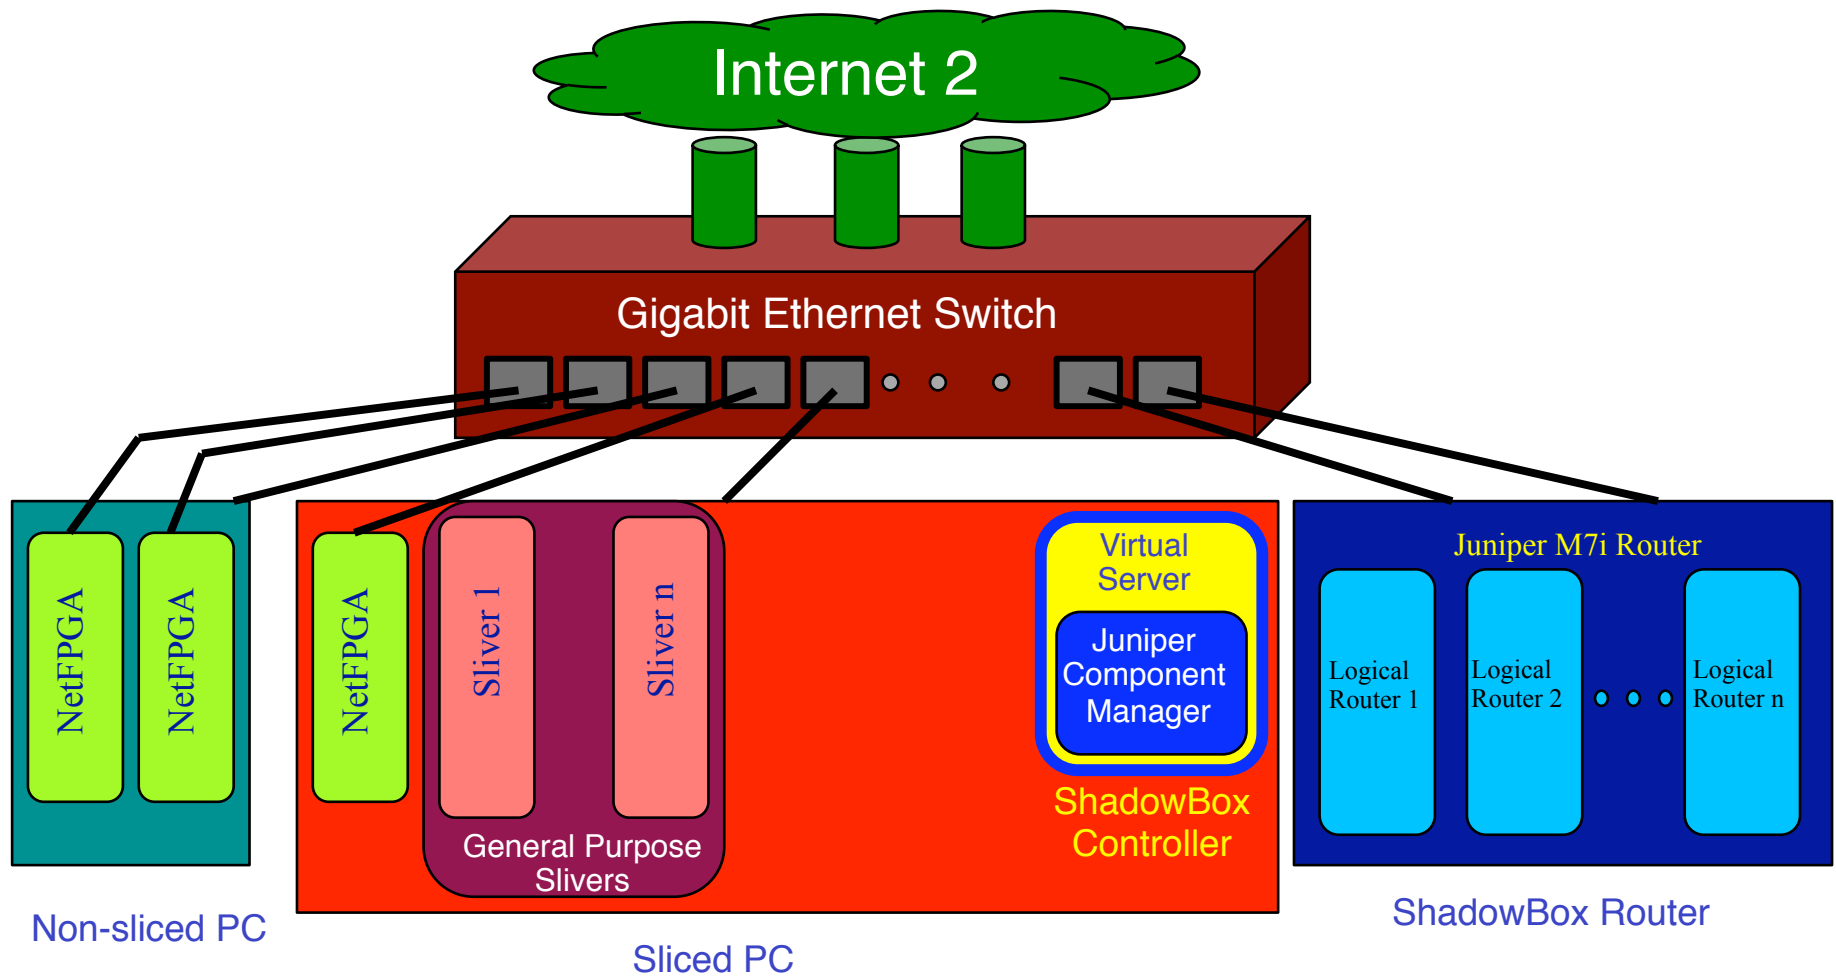 Internet 2
Gigabit Ethernet Switch
NetFPGA
NetFPGA
Non-sliced PC
NetFPGA
Sliver 1
Sliver n
General Purpose
Slivers
Virtual
Server
Juniper
Component
Manager
ShadowBox
Controller
Sliced PC
Juniper M7i Router
Logical
Router 1
Logical
Router 2
Logical
Router n
ShadowBox Router